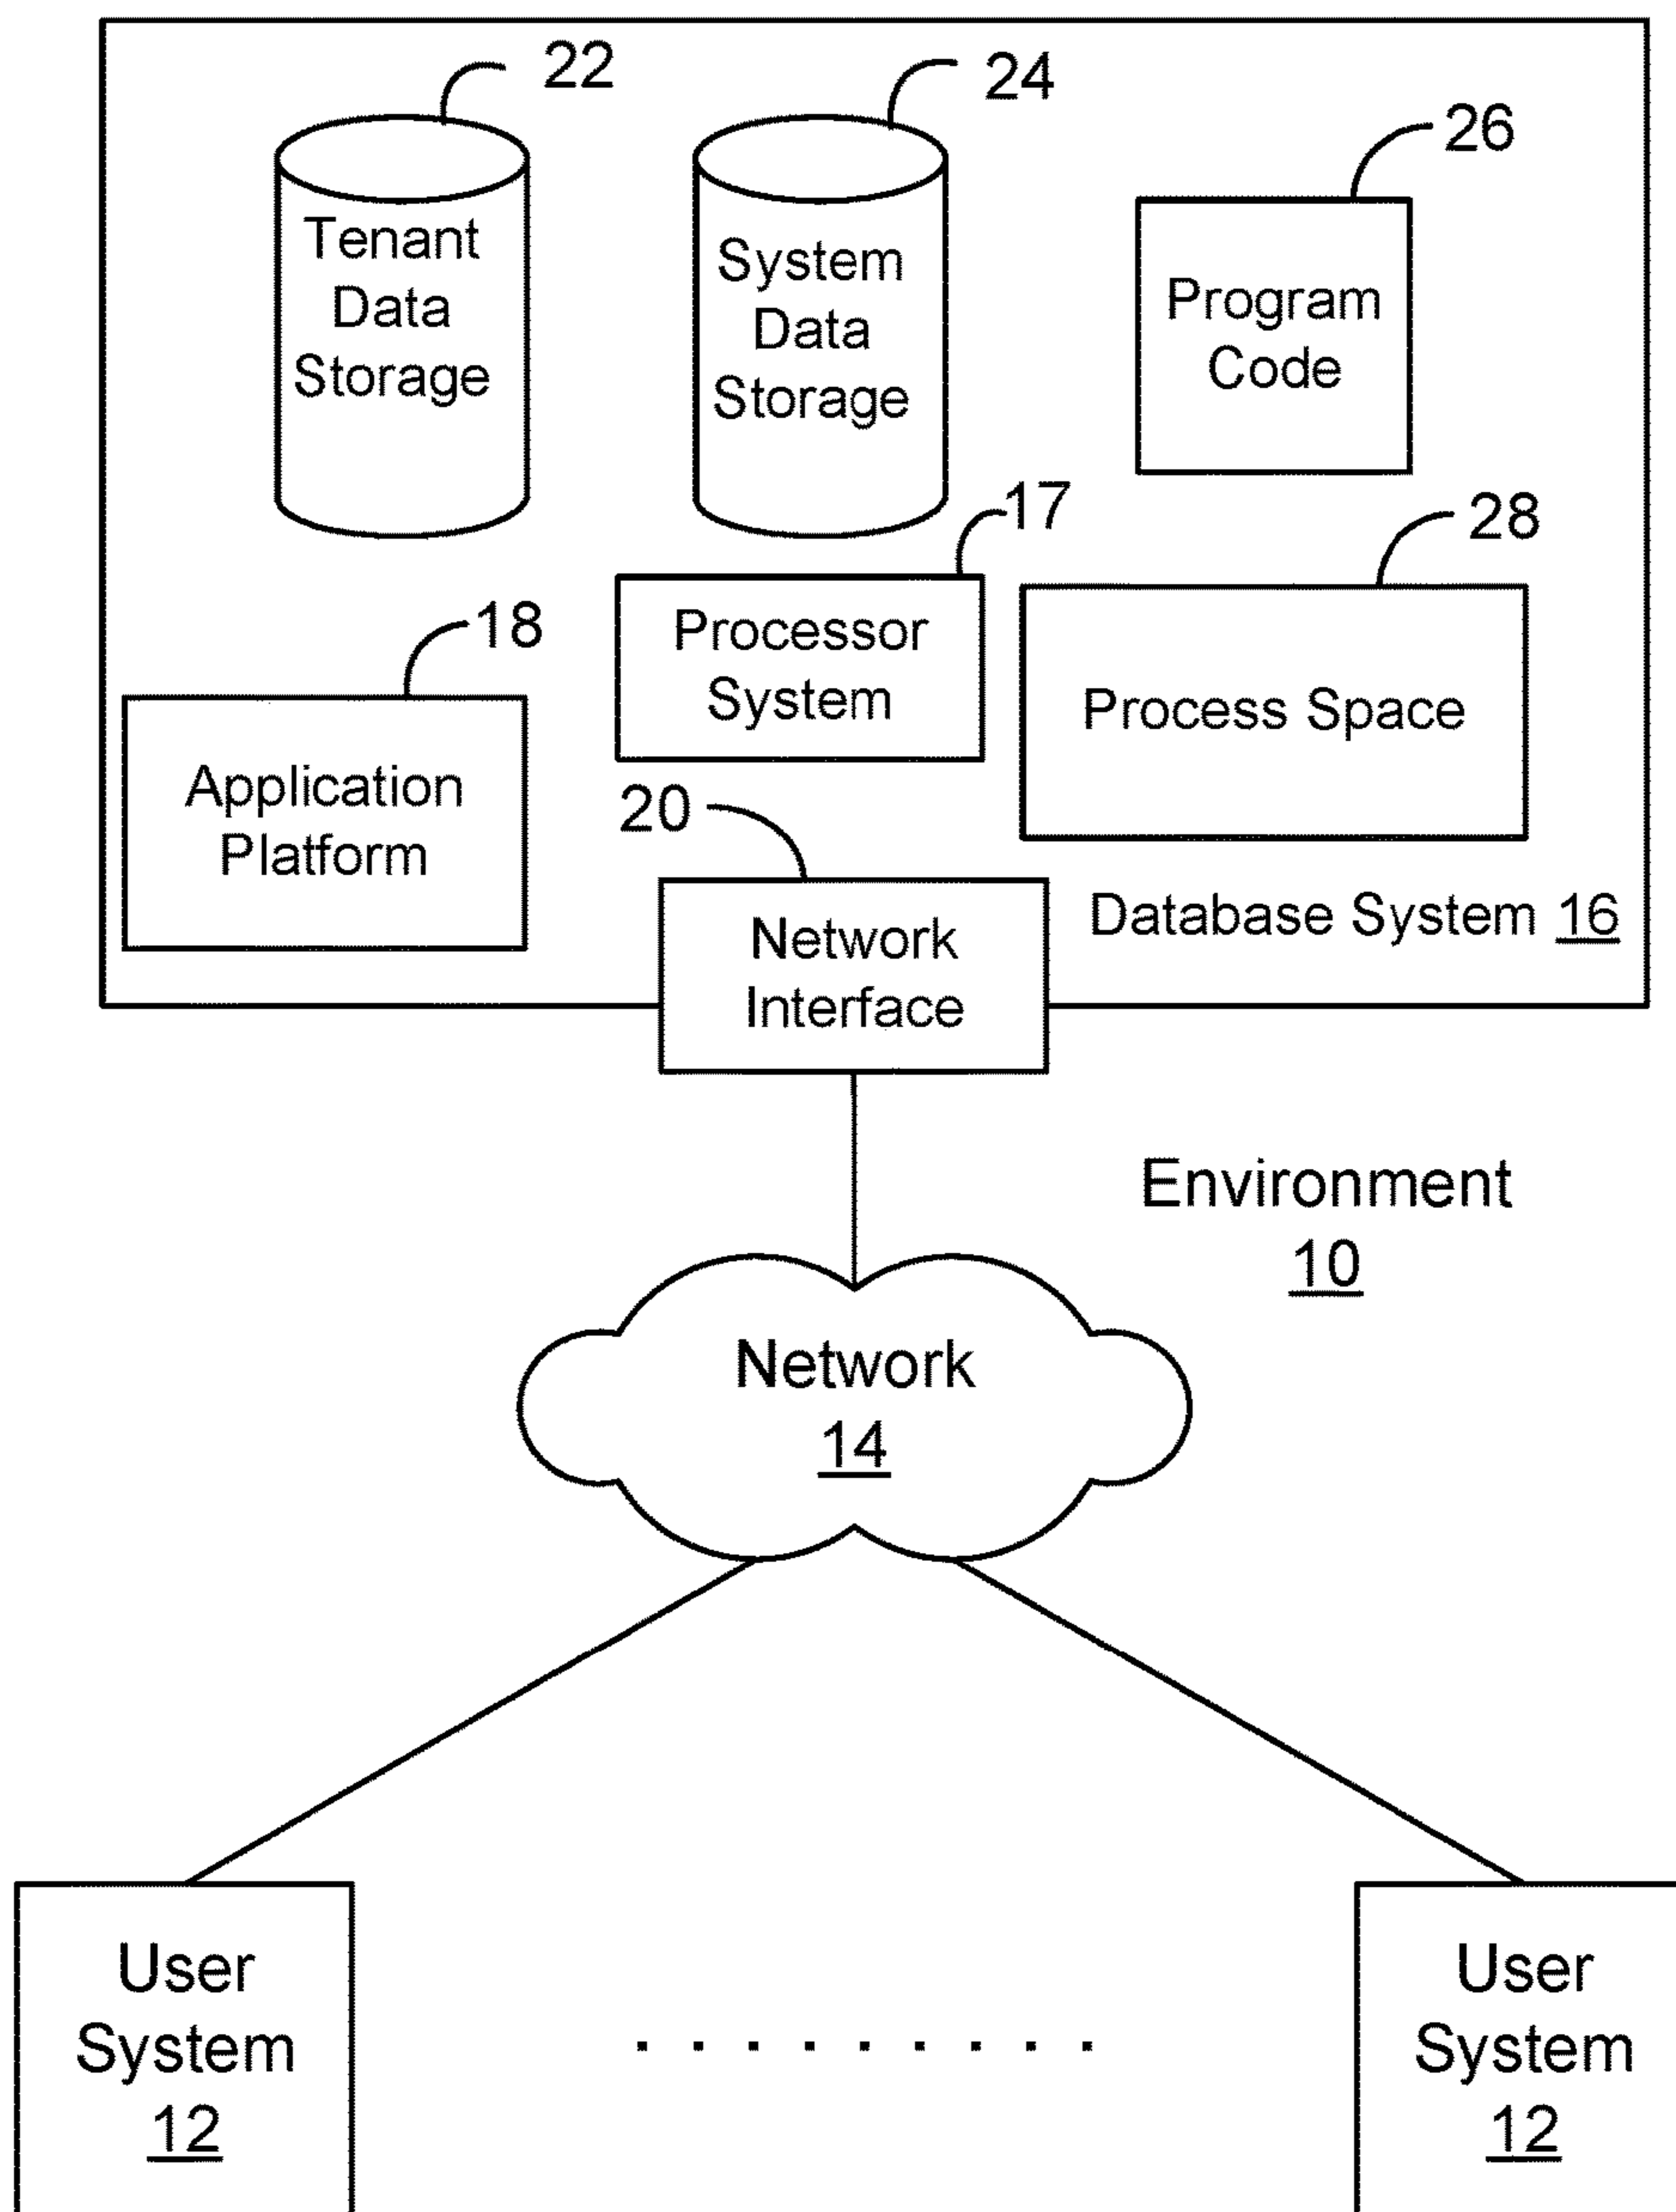 22
24
26
Tenant
Data
Storage
System
Data
Storage
Program
Code
17
28
18
Processor
System
Process Space
Application
Platform
20
Database System 16
Network
Interface
Environment
10
Network
14
User
System
12
. . . . . . . . .
User
System
12